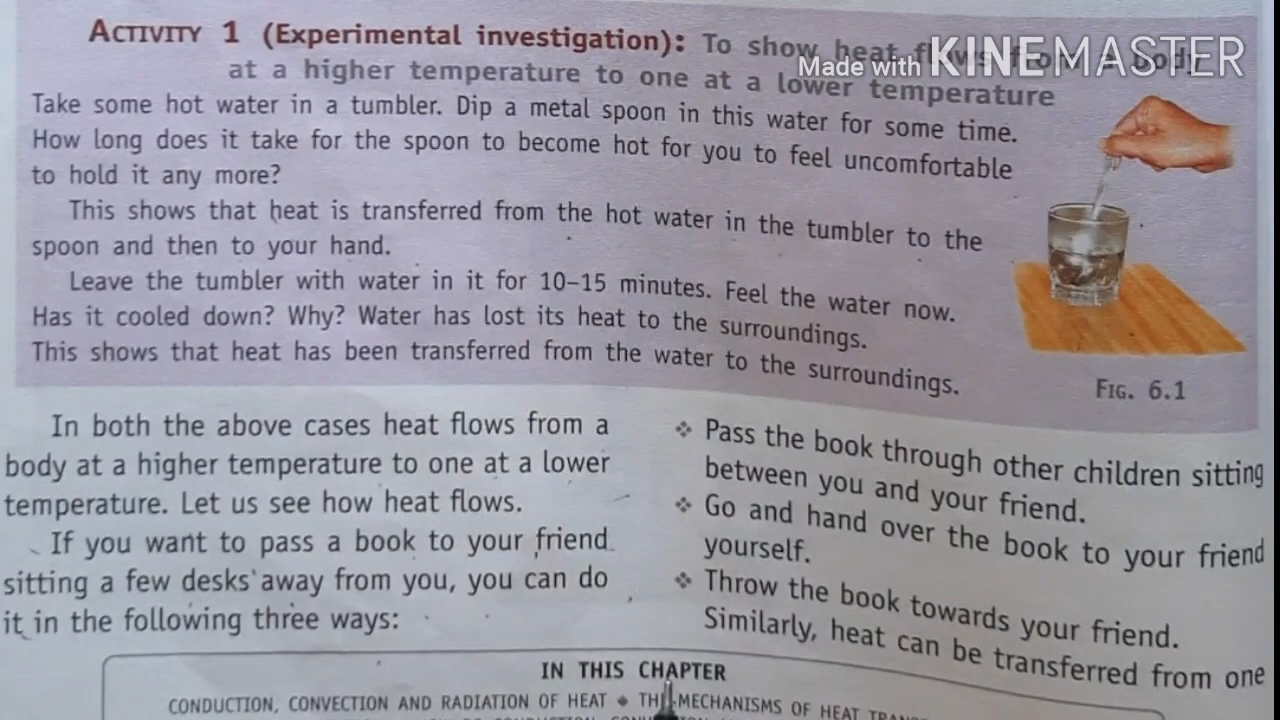 ACTIVITY 1 (Experimental investigation): To show heat flows from a body
at a higher temperature to one at a lower temperature
Made with KINEMASTER
Take some hot water in a tumbler. Dip a metal spoon in this water for some time.
How long does it take for the spoon to become hot for you to feel uncomfortable
to hold it any more?
This shows that heat is transferred from the hot water in the tumbler to the
spoon and then to your hand.
Leave the tumbler with water in it for 10–15 minutes. Feel the water now.
Has it cooled down? Why? Water has lost its heat to the surroundings.
This shows that heat has been transferred from the water to the surroundings.
FIG. 6.1
In both the above cases heat flows from a
body at a higher temperature to one at a lower
temperature. Let us see how heat flows.
If you want to pass a book to your friend
sitting a few desks away from you, you can do
it in the following three ways:
❖ Pass the book through other children sitting
between you and your friend.
❖ Go and hand over the book to your friend
yourself.
❖ Throw the book towards your friend.
Similarly, heat can be transferred from one
IN THIS CHAPTER
CONDUCTION, CONVECTION AND RADIATION OF HEAT ◆ MECHANISMS OF HEAT